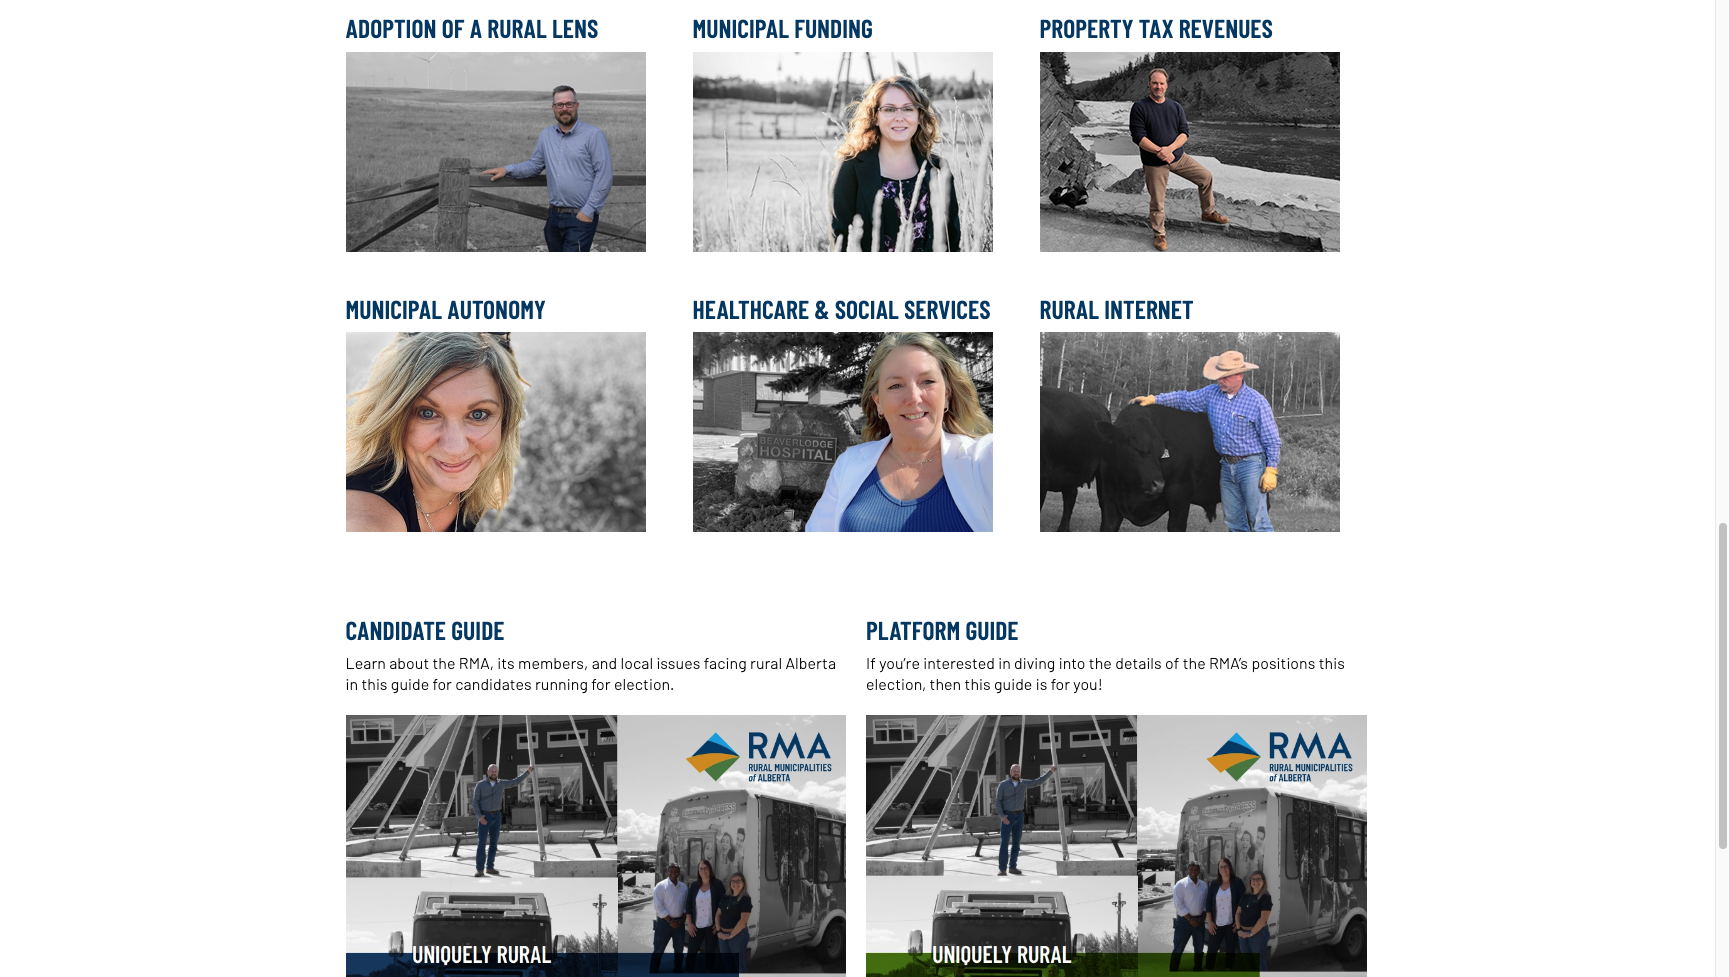 ADOPTION OF A RURAL LENS
MUNICIPAL FUNDING
PROPERTY TAX REVENUES
MUNICIPAL AUTONOMY
HEALTHCARE & SOCIAL SERVICES
RURAL INTERNET
BEAVERLODGE
HOSPITAL
CANDIDATE GUIDE
Learn about the RMA, its members, and local issues facing rural Alberta
in this guide for candidates running for election.
PLATFORM GUIDE
If you're interested in diving into the details of the RMA's positions this
election, then this guide is for you!
RMA
RURAL MUNICIPALITIES
of ALBERTA
UNIQUELY RURAL
RMA
RURAL MUNICIPALITIES
of ALBERTA
UNIQUELY RURAL